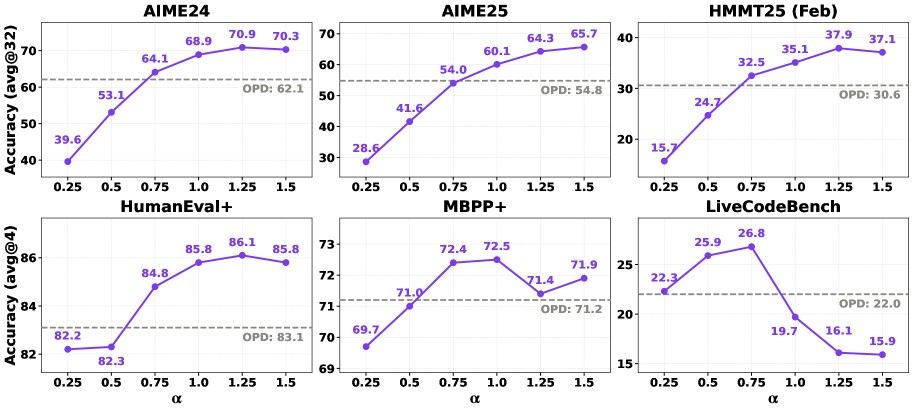 AIME24
AIME25
HMMT25 (Feb)
Accuracy (avg@32)
70
60
50
40
39.6
53.1
64.1
68.9
70.9
70.3
OPD: 62.1
0.25 0.5 0.75 1.0 1.25 1.5
70
60
50
40
30
28.6
41.6
54.0
60.1
64.3
65.7
OPD: 54.8
0.25 0.5 0.75 1.0 1.25 1.5
40
30
20
15.7
24.7
32.5
35.1
37.9
37.1
OPD: 30.6
0.25 0.5 0.75 1.0 1.25 1.5
HumanEval+
MBPP+
LiveCodeBench
Accuracy (avg@4)
86
84
82
82.2
82.3
84.8
85.8
86.1
85.8
OPD: 83.1
0.25 0.5 0.75 1.0 1.25 1.5
α
73
72
71
70
69
69.7
71.0
72.4
72.5
71.4
71.9
OPD: 71.2
0.25 0.5 0.75 1.0 1.25 1.5
α
25
20
15
22.3
25.9
26.8
19.7
16.1
15.9
OPD: 22.0
0.25 0.5 0.75 1.0 1.25 1.5
α